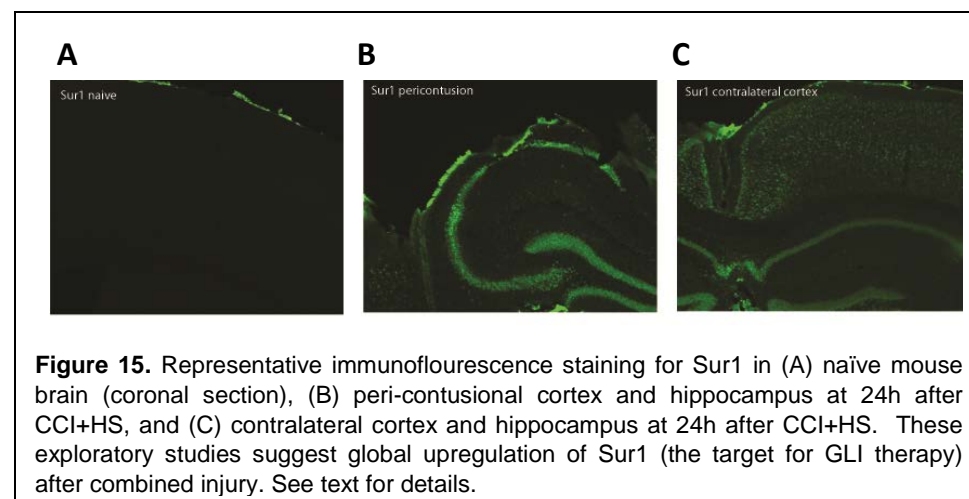 A
B
C
Sur1 naive
Sur1 pericontusion
Sur1 contralateral cortex
Figure 15. Representative immunoflourescence staining for Sur1 in (A) naïve mouse
brain (coronal section), (B) peri-contusional cortex and hippocampus at 24h after
CCI+HS, and (C) contralateral cortex and hippocampus at 24h after CCI+HS. These
exploratory studies suggest global upregulation of Sur1 (the target for GLI therapy)
after combined injury. See text for details.